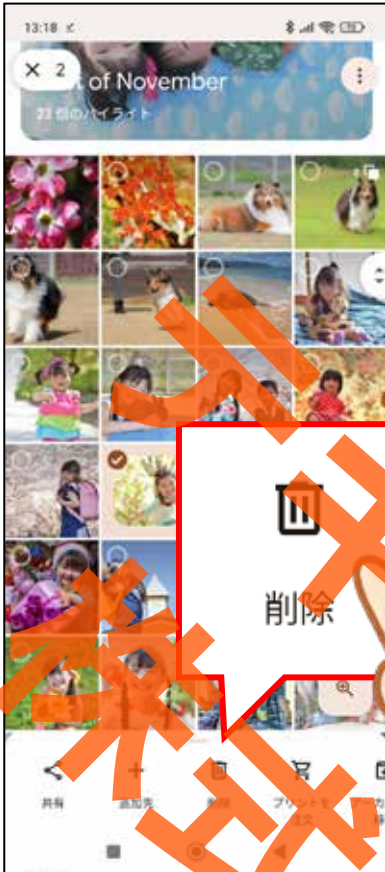 13:18
× 2
of November
23 個のハイライト
削除
共有
追加先
削除
プリントを
注文